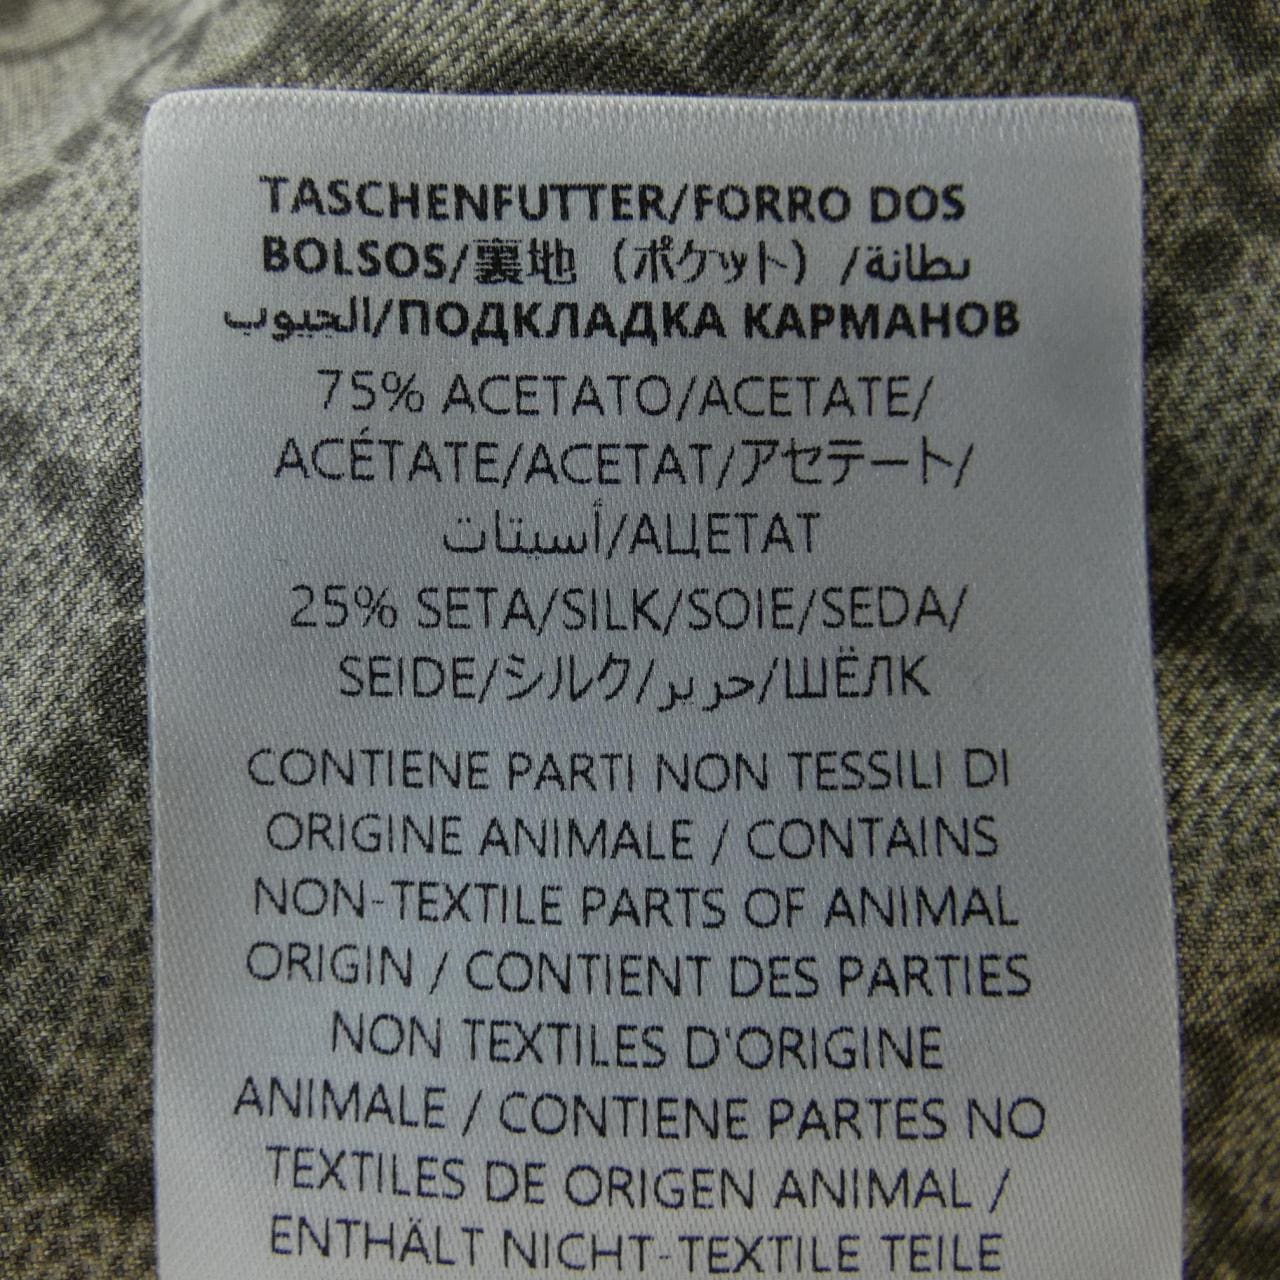 TASCHENFUTTER/FORRO DOS
BOLSOS/裏地（ポケット）/بطانة
الجيوب/ПОДКЛАДКА КАРМАНОВ
75% ACETATO/ACETATE/
ACÉTATE/ACETAT/アセテート/
أسيتات/АЦЕТАТ
25% SETA/SILK/SOIE/SEDA/
SEIDE/シルク/حرير/ШЁЛК
CONTIENE PARTI NON TESSILI DI
ORIGINE ANIMALE / CONTAINS
NON-TEXTILE PARTS OF ANIMAL
ORIGIN / CONTIENT DES PARTIES
NON TEXTILES D'ORIGINE
ANIMALE / CONTIENE PARTES NO
TEXTILES DE ORIGEN ANIMAL /
ENTHÄLT NICHT-TEXTILE TEILE